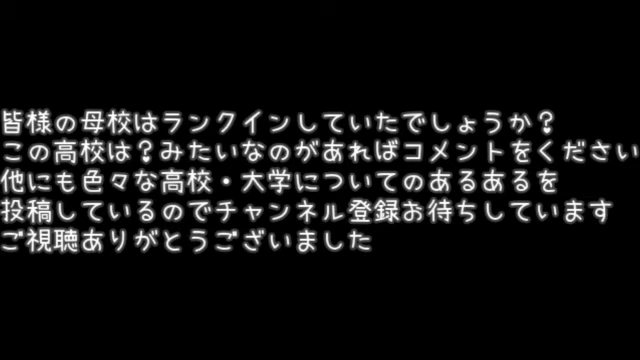 皆様の母校はランクインしていたでしょうか?
この高校は?みたいなのがあればコメントをください
他にも色々な高校・大学についてのあるあるを
投稿しているのでチャンネル登録お待ちしています
ご視聴ありがとうございました